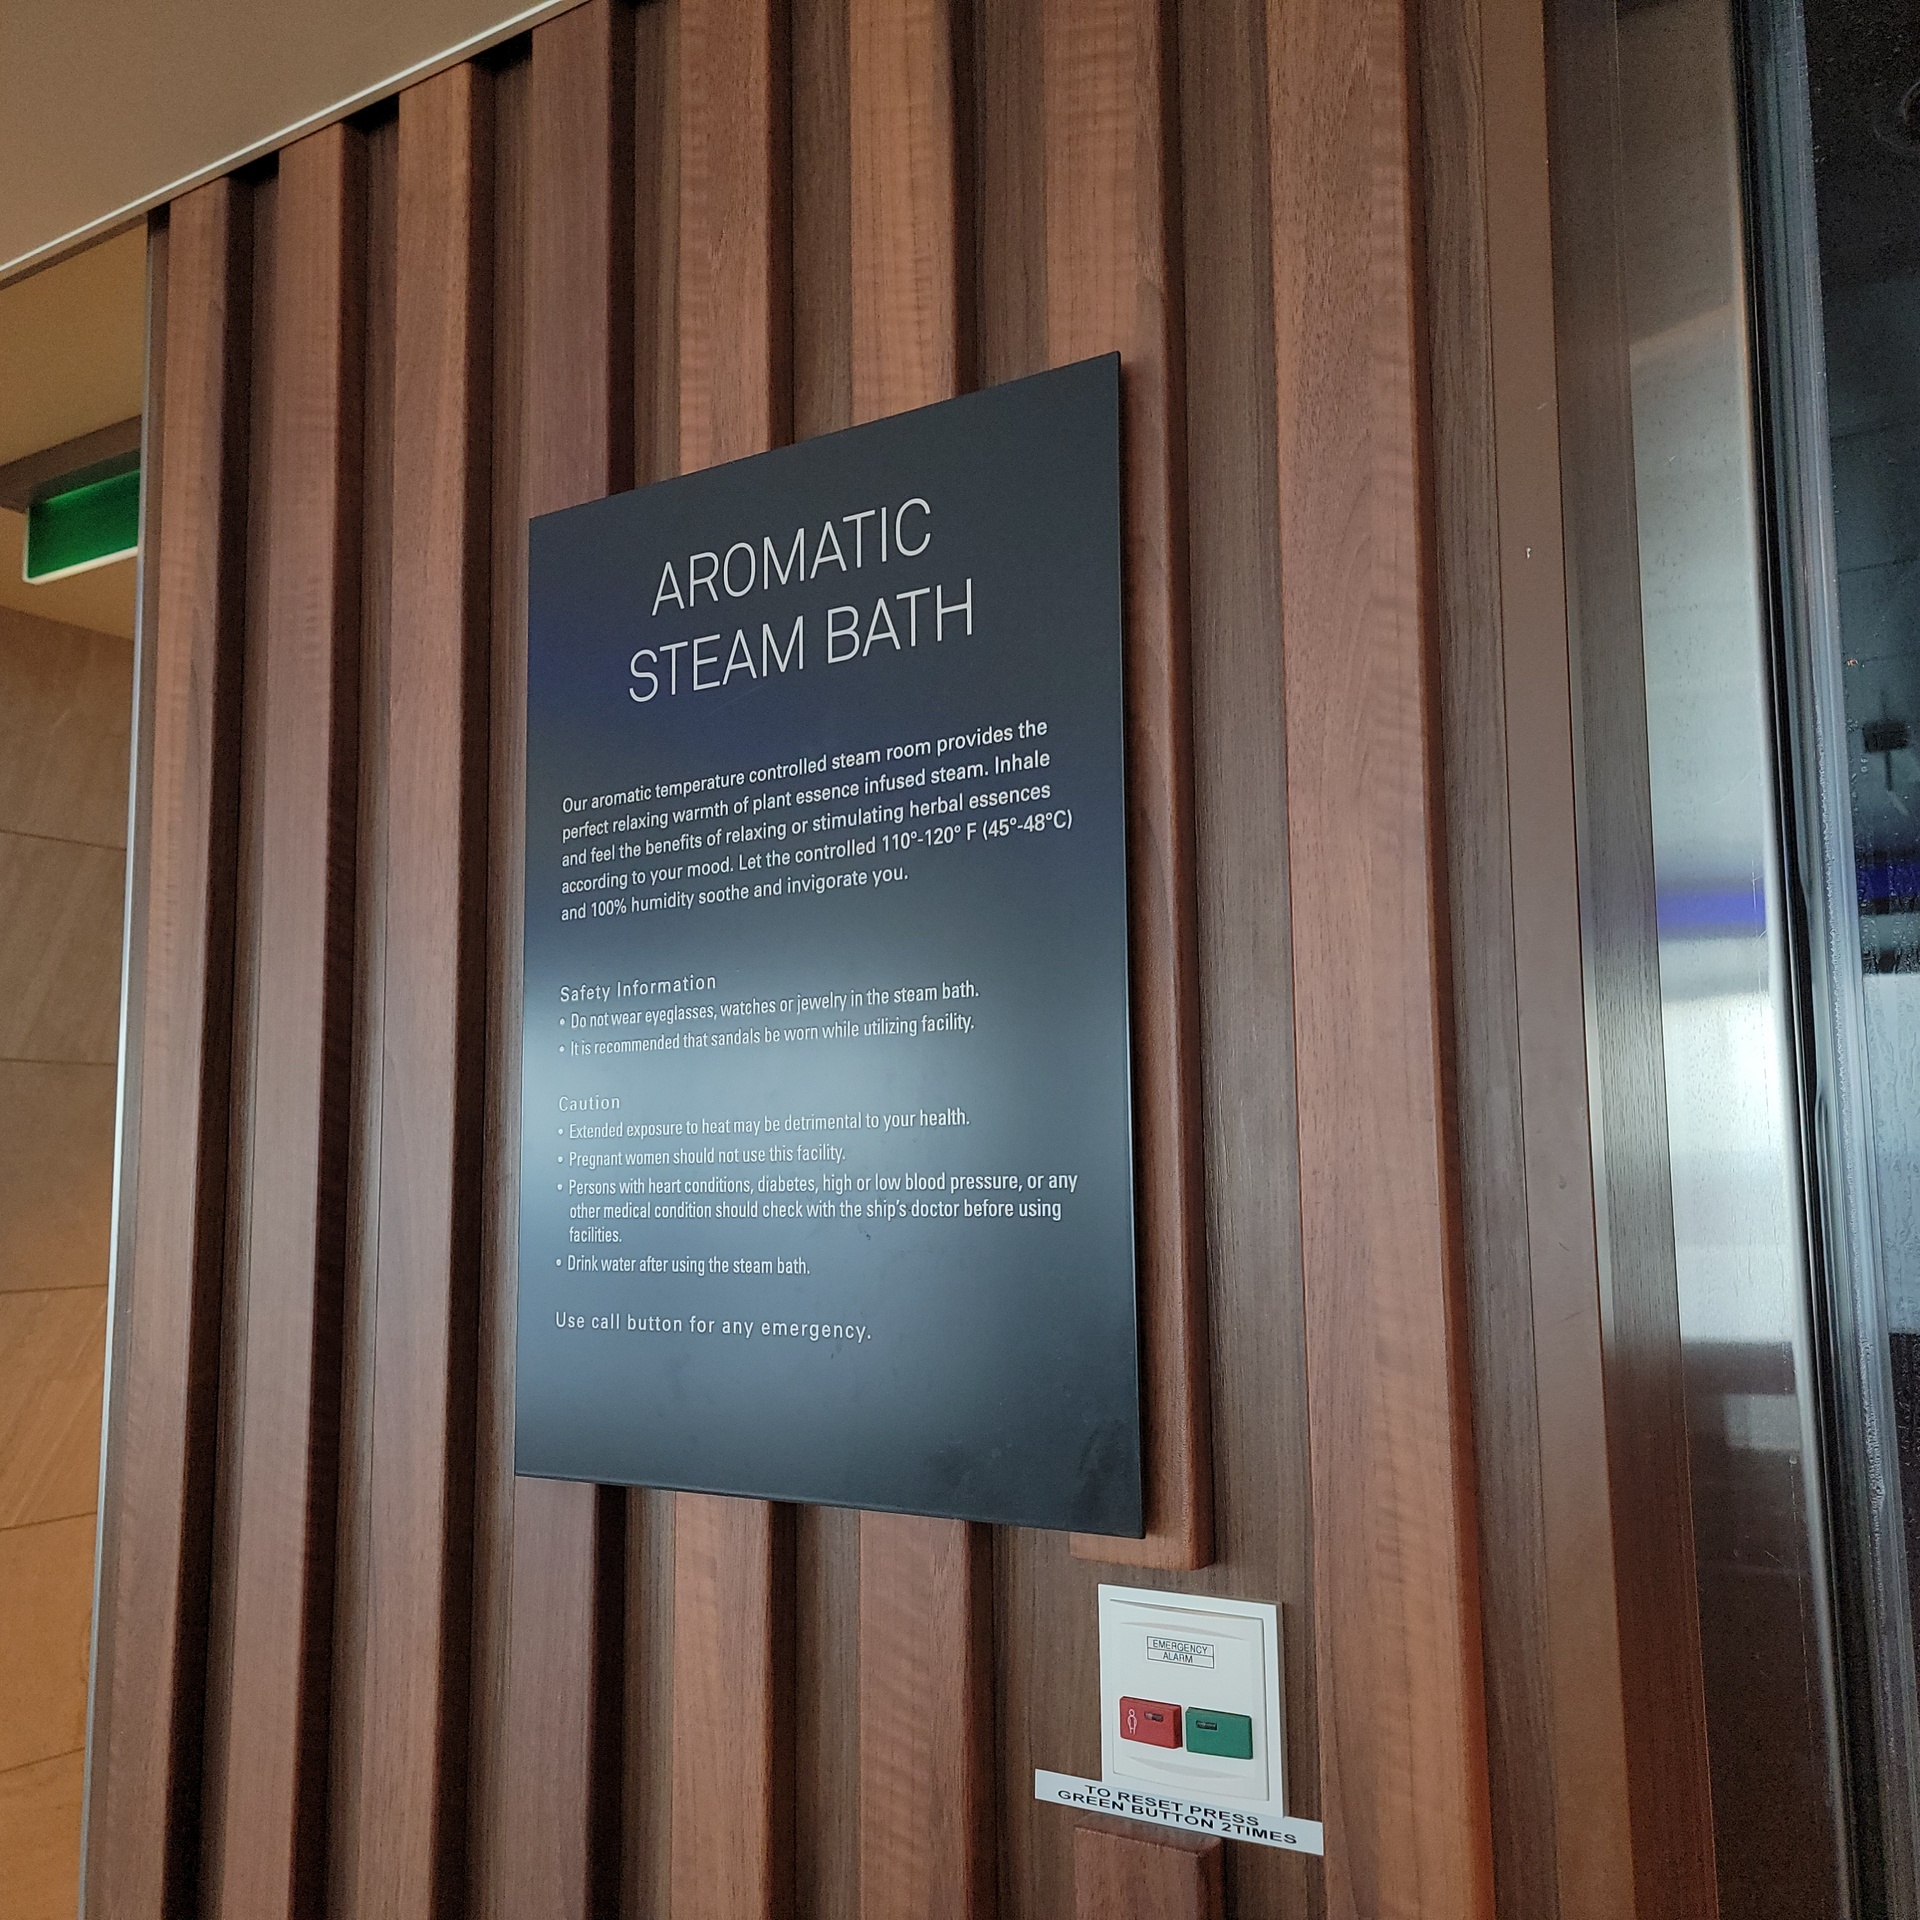 AROMATIC
STEAM BATH
Our aromatic temperature controlled steam room provides the
perfect relaxing warmth of plant essence infused steam. Inhale
and feel the benefits of relaxing or stimulating herbal essences
according to your mood. Let the controlled 110°-120° F (45°-48°C)
and 100% humidity soothe and invigorate you.
Safety Information
• Do not wear eyeglasses, watches or jewelry in the steam bath.
• It is recommended that sandals be worn while utilizing facility.
Caution
• Extended exposure to heat may be detrimental to your health.
• Pregnant women should not use this facility.
• Persons with heart conditions, diabetes, high or low blood pressure, or any
other medical condition should check with the ship's doctor before using
facilities.
• Drink water after using the steam bath.
Use call button for any emergency.
EMERGENCY
ALARM
TO RESET PRESS
GREEN BUTTON 2TIMES